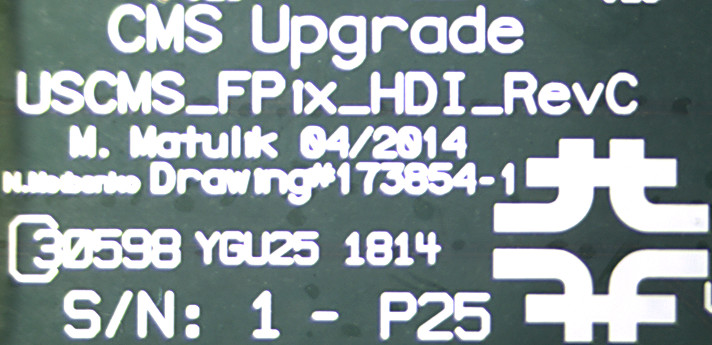 CMS Upgrade
USCMS_FPix_HDI_RevC
M. Matulik 04/2014
Drawing#173854-1
30598 YGU25 1814
S/N: 1 - P25